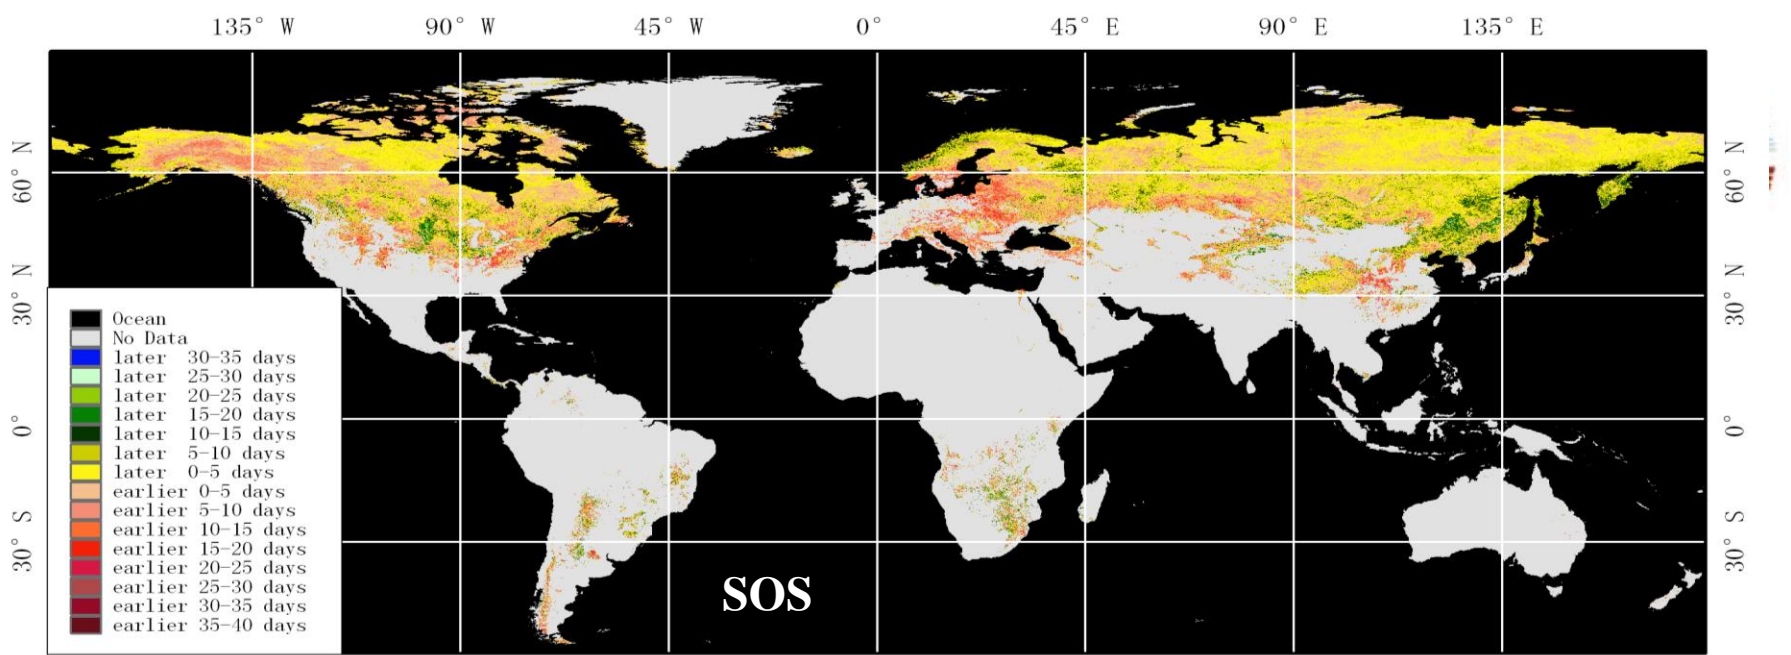 135° W 90° W 45° W 0° 45° E 90° E 135° E
60° N
30° N
0°
30° S
60° N
30° N
0°
30° S
Ocean
No Data
later 30-35 days
later 25-30 days
later 20-25 days
later 15-20 days
later 10-15 days
later 5-10 days
later 0-5 days
earlier 0-5 days
earlier 5-10 days
earlier 10-15 days
earlier 15-20 days
earlier 20-25 days
earlier 25-30 days
earlier 30-35 days
earlier 35-40 days
SOS